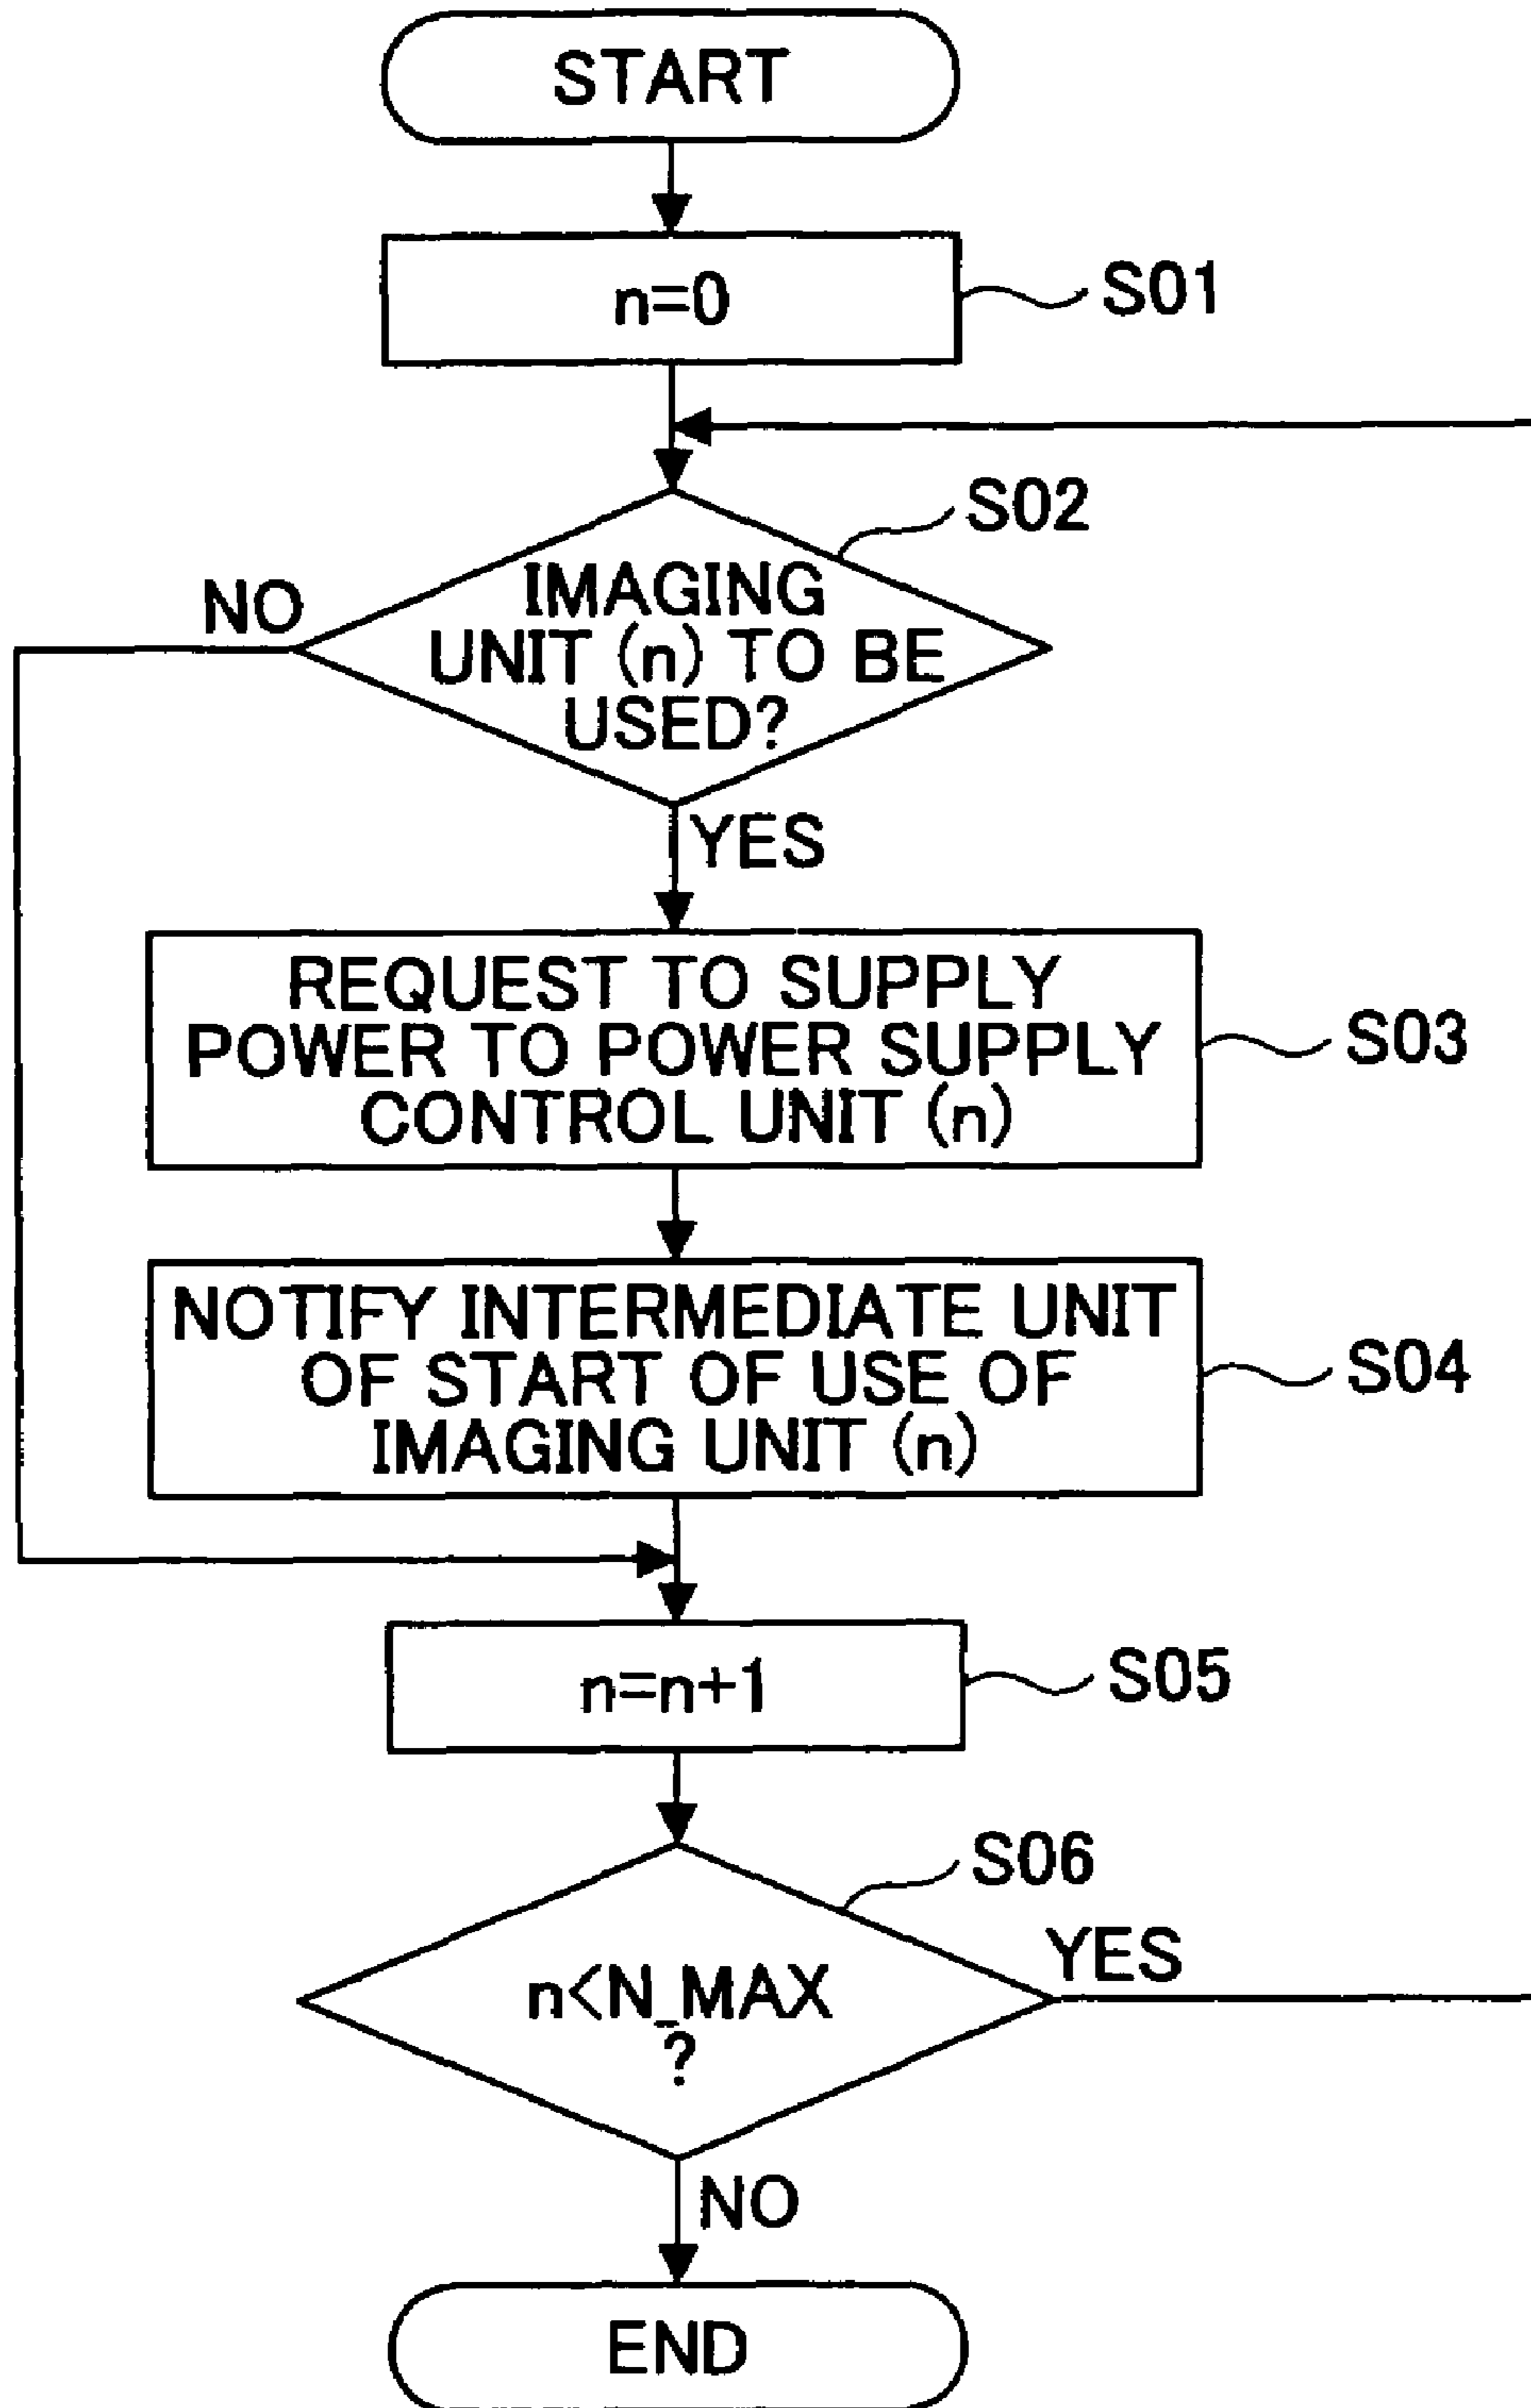 START
n=0
S01
S02
NO
IMAGING
UNIT (n) TO BE
USED?
YES
REQUEST TO SUPPLY
POWER TO POWER SUPPLY
CONTROL UNIT (n)
S03
NOTIFY INTERMEDIATE UNIT
OF START OF USE OF
IMAGING UNIT (n)
S04
n=n+1
S05
S06
n<N_MAX
?
YES
NO
END